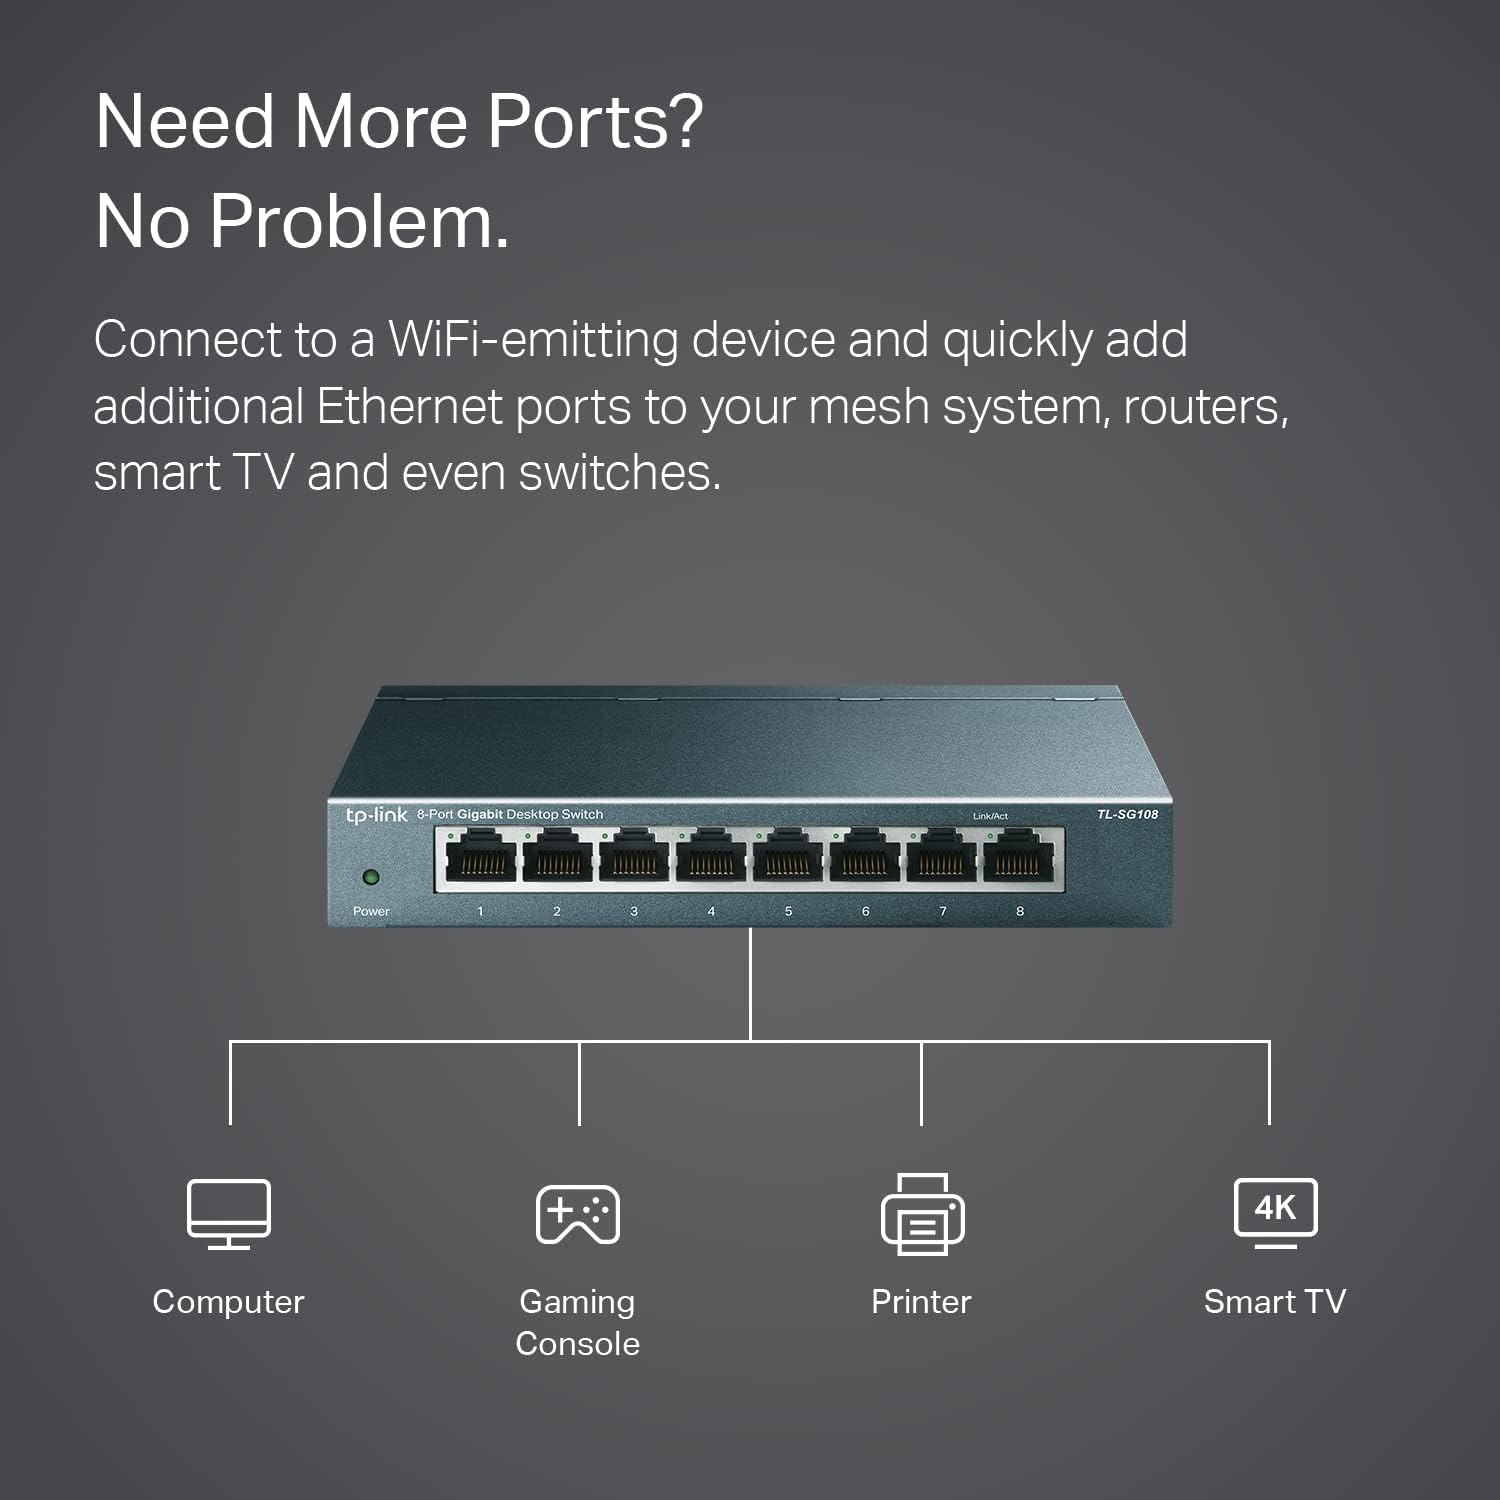 Need More Ports?
No Problem.
Connect to a WiFi-emitting device and quickly add
additional Ethernet ports to your mesh system, routers,
smart TV and even switches.
tp-link 8-Port Gigabit Desktop Switch Link/Act TL-SG108
Power 1 2 3 4 5 6 7 8
4K
Computer Gaming Printer Smart TV
Console